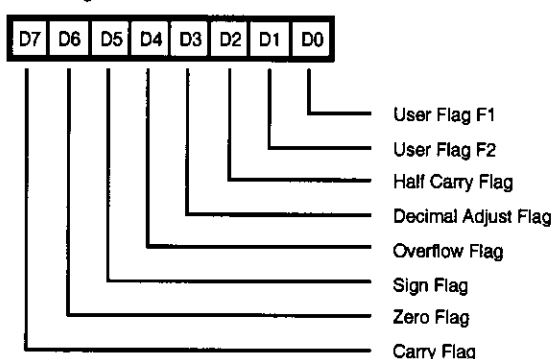 D7 D6 D5 D4 D3 D2 D1 D0
User Flag F1
User Flag F2
Half Carry Flag
Decimal Adjust Flag
Overflow Flag
Sign Flag
Zero Flag
Carry Flag